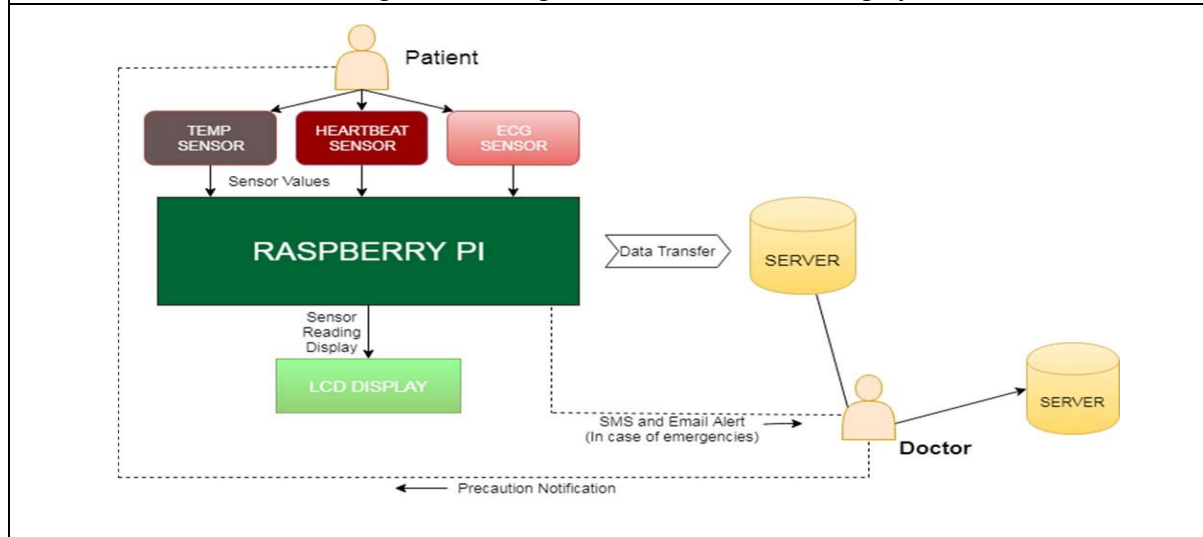 Patient
TEMP
SENSOR
HEARTBEAT
SENSOR
ECG
SENSOR
Sensor Values
RASPBERRY PI
Data Transfer
SERVER
Sensor
Reading
Display
LCD DISPLAY
SERVER
SMS and Email Alert
(In case of emergencies)
Doctor
Precaution Notification